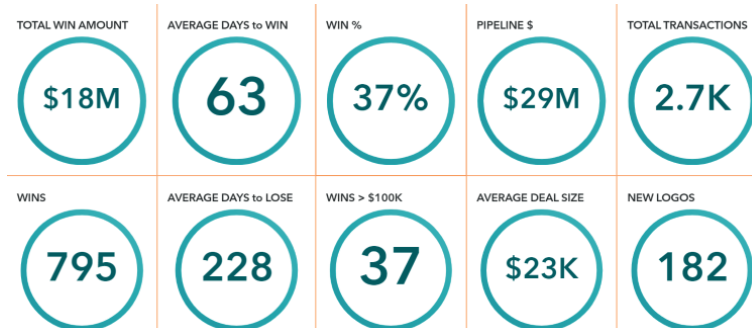 TOTAL WIN AMOUNT
$18M
AVERAGE DAYS to WIN
63
WIN %
37%
PIPELINE $
$29M
TOTAL TRANSACTIONS
2.7K
WINS
795
AVERAGE DAYS to LOSE
228
WINS > $100K
37
AVERAGE DEAL SIZE
$23K
NEW LOGOS
182